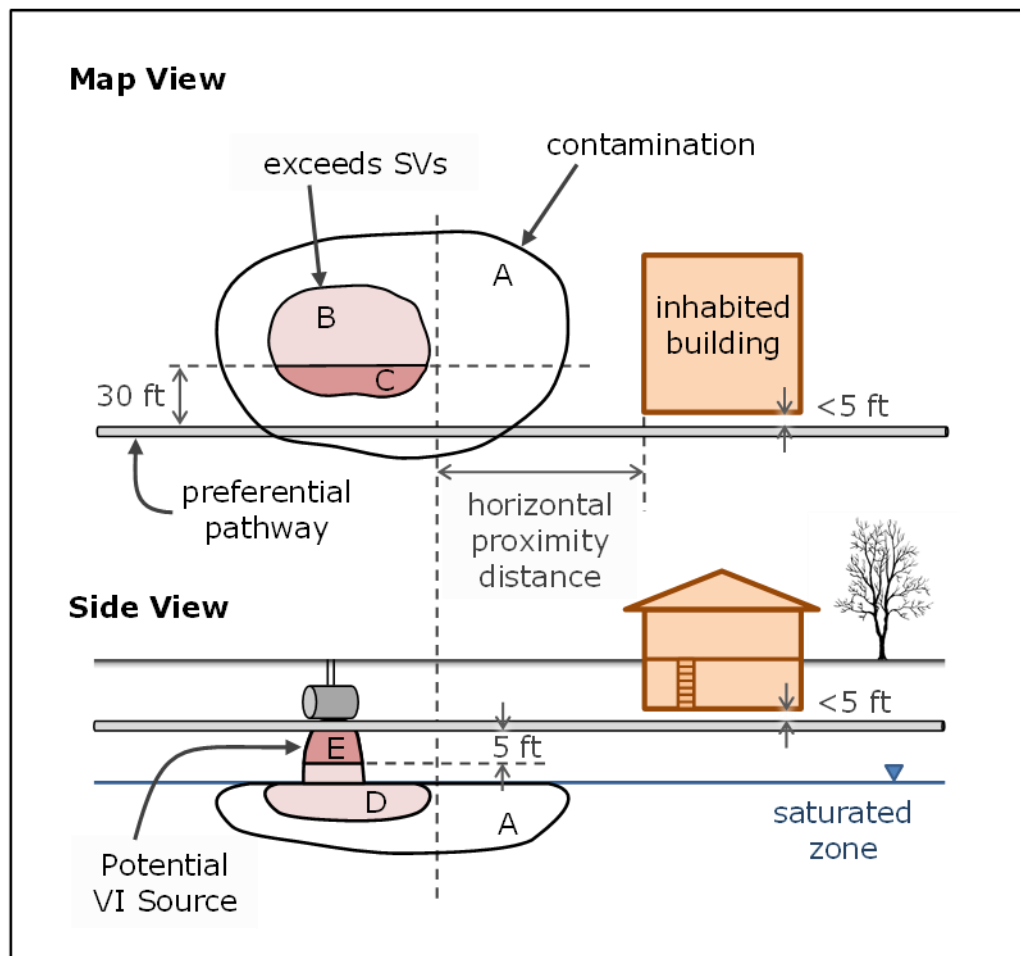 Map View
contamination
exceeds SVs
A
B
inhabited
building
C
30 ft
<5 ft
preferential
pathway
horizontal
proximity
distance
Side View
<5 ft
E
5 ft
D
A
saturated
zone
Potential
VI Source